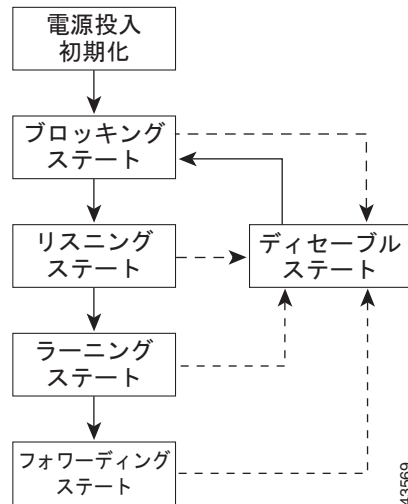 電源投入
初期化
ブロッキング
ステート
リスニング
ステート
ディセーブル
ステート
ラーニング
ステート
フォワーディング
ステート
43569